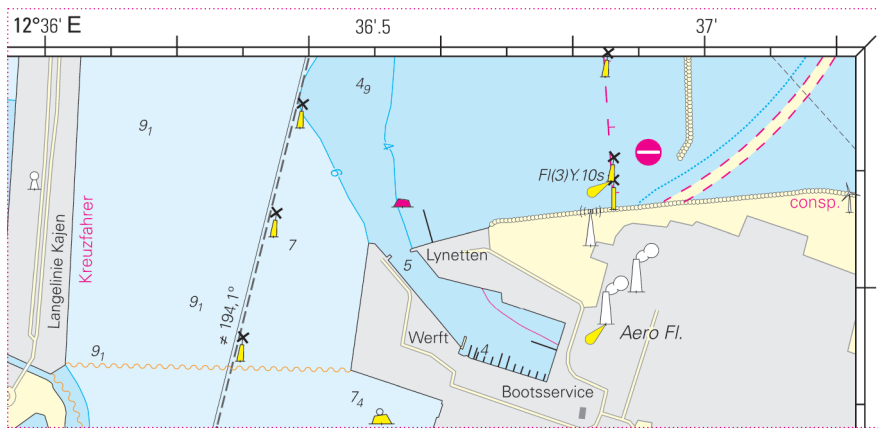 12°36' E
36'.5
37'
4₉
9₁
4
6
Fl(3)Y.10s
consp.
Langelinie Kajen
Kreuzfahrer
7
5
Lynetten
9₁
194,1°
Werft
4
Aero Fl.
9₁
Bootsservice
7₄